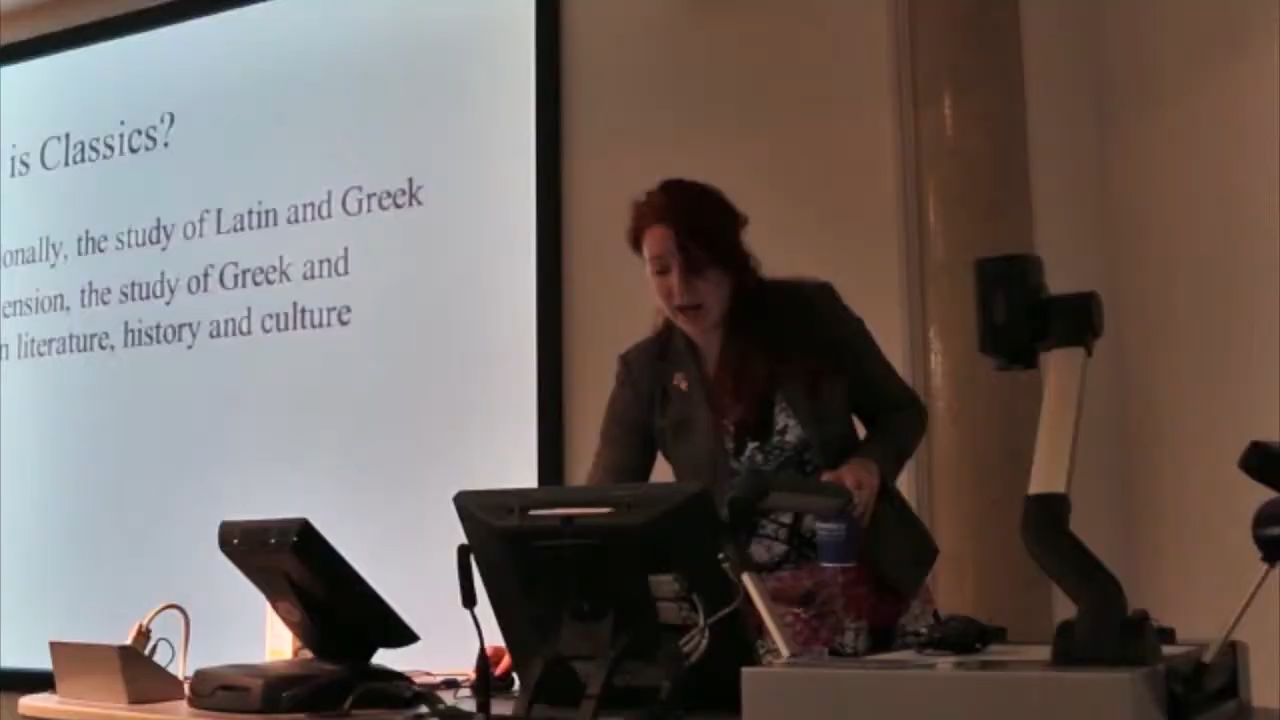 is Classics?
onally, the study of Latin and Greek
ension, the study of Greek and
n literature, history and culture